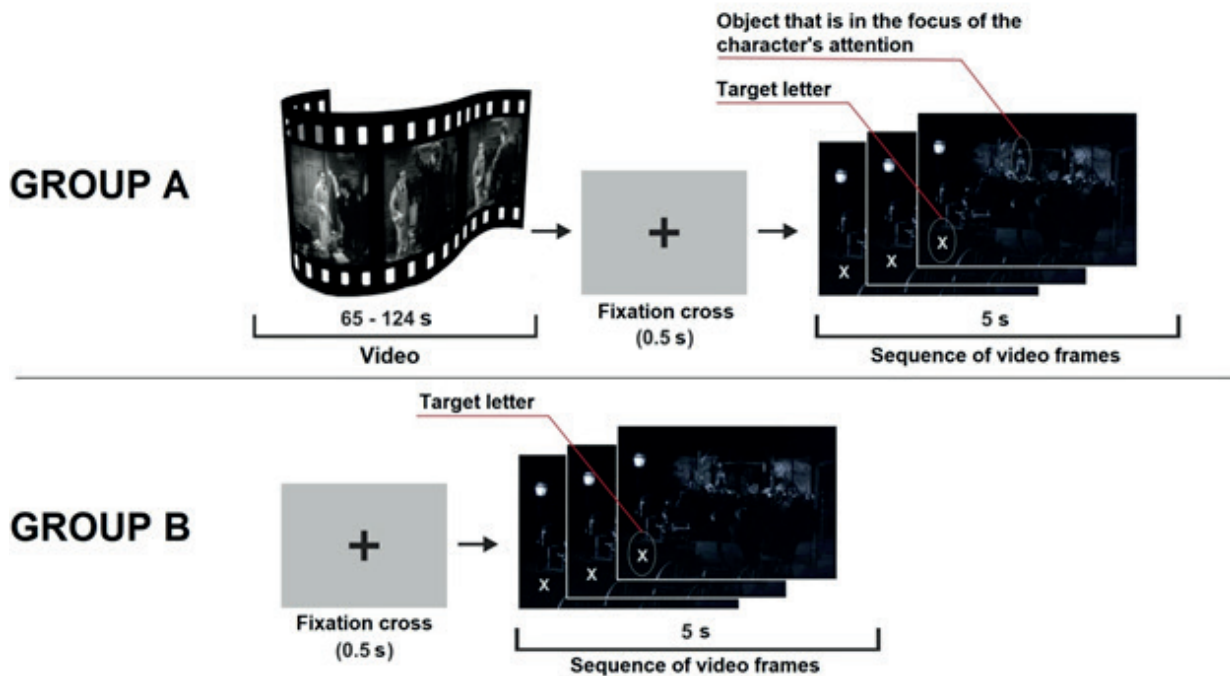 Object that is in the focus of the
character's attention
Target letter
GROUP A
X
X
X
65 - 124 s
Video
Fixation cross
(0.5 s)
5 s
Sequence of video frames
Target letter
GROUP B
X
X
X
Fixation cross
(0.5 s)
5 s
Sequence of video frames